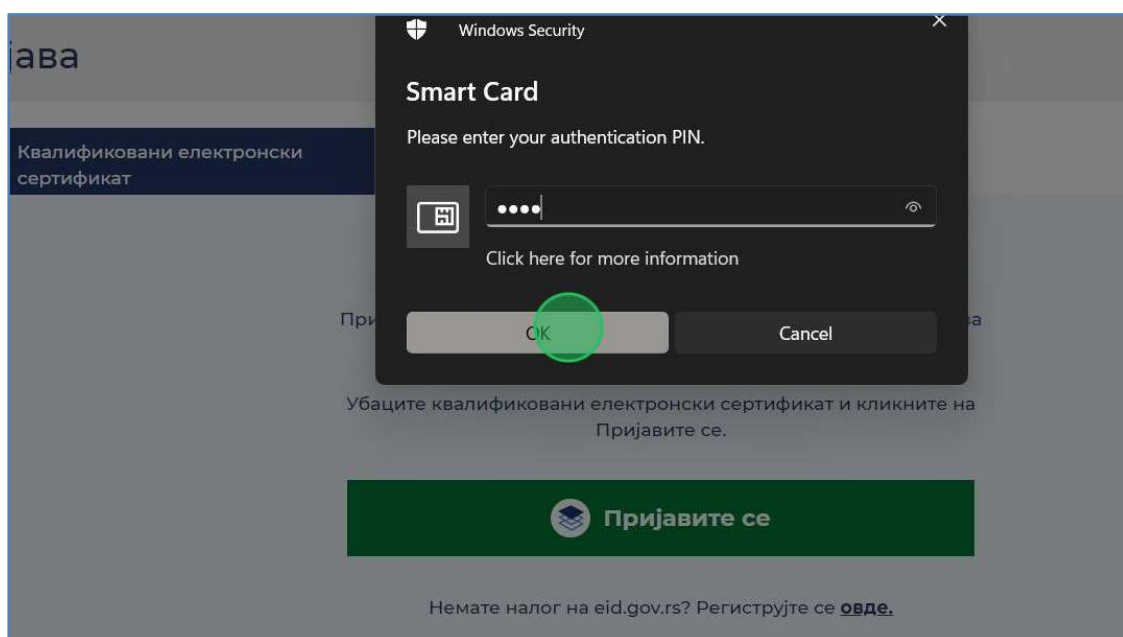 Windows Security
јава
Smart Card
Please enter your authentication PIN.
Квалификовани електронски
сертификат
••••
Click here for more information
OK
Cancel
Убаците квалификовани електронски сертификат и кликните на
Пријавите се.
Пријавите се
Немате налог на eid.gov.rs? Региструјте се овде.